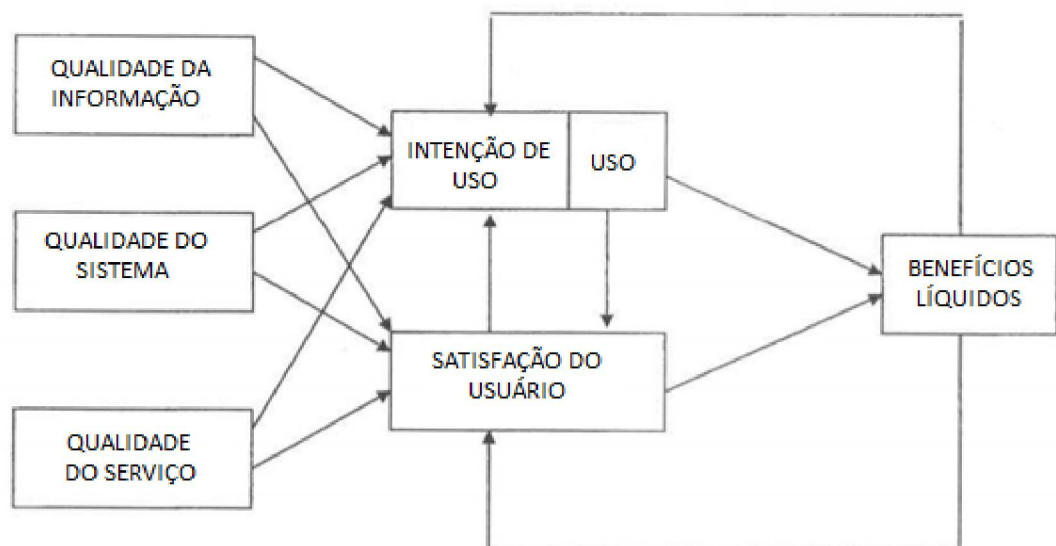 QUALIDADE DA
INFORMAÇÃO
INTENÇÃO DE
USO
USO
QUALIDADE DO
SISTEMA
BENEFÍCIOS
LÍQUIDOS
SATISFAÇÃO DO
USUÁRIO
QUALIDADE
DO SERVIÇO